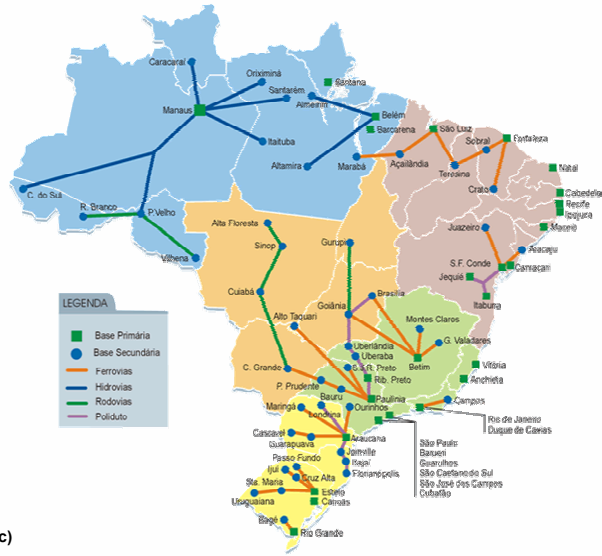 Caracaraí
Oriximiná
Santarém
Almeirim
Santana
Manaus
Belém
Barcarena
São Luiz
Fortaleza
Itaituba
Sobral
Altamira
Marabá
Açailândia
Teresina
Natal
C. do Sul
Crato
Cabedelo
R. Branco
P.Velho
Recife
Ipojuca
Alta Floresta
Juazeiro
Maceió
Vilhena
Sinop
Gurupi
Aracaju
S.F. Conde
Camaçari
Jequié
Cuiabá
Brasília
Itabuna
LEGENDA
Goiânia
Alto Taquari
Montes Claros
Base Primária
G. Valadares
Base Secundária
Uberlândia
Uberaba
Vitória
Ferrovias
C. Grande
S.S.R. Preto
Betim
Hidrovias
Rib. Preto
Anchieta
Rodovias
P. Prudente
Bauru
Paulínia
Campos
Poliduto
Maringá
Londrina
Ourinhos
Rio de Janeiro
Duque de Caxias
Cascavel
Araucária
Guarapuava
São Paulo
Passo Fundo
Joinville
Barueri
Ijuí
Itajaí
Guarulhos
Cruz Alta
Florianópolis
São Caetano do Sul
Sta. Maria
São José dos Campos
Uruguaiana
Esteio
Cubatão
Canoas
Bagé
Rio Grande
c)